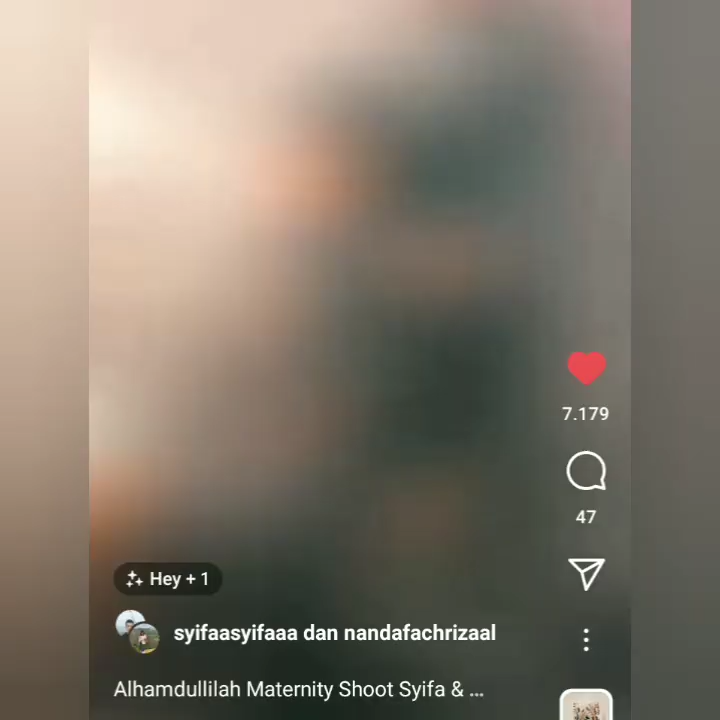 7.179
47
Hey + 1
syifaasyifaaa dan nandafachrizaal
Alhamdullilah Maternity Shoot Syifa & ...